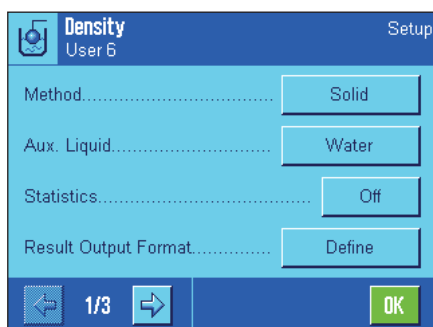 Density Setup
User 6
Method................................ Solid
Aux. Liquid........................... Water
Statistics.................................... Off
Result Output Format.............. Define
1/3 OK